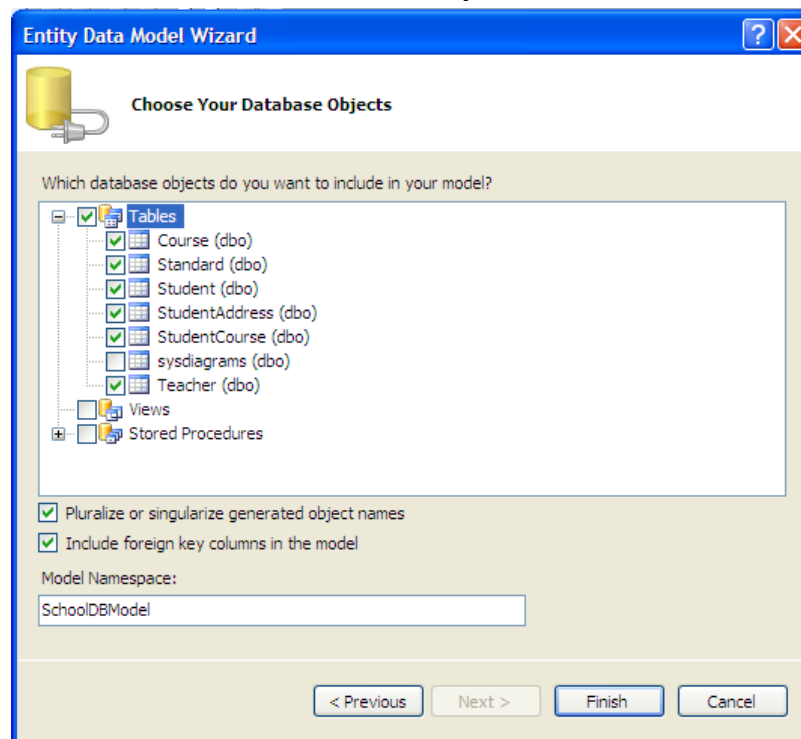 Entity Data Model Wizard
Choose Your Database Objects
Which database objects do you want to include in your model?
Tables
Course (dbo)
Standard (dbo)
Student (dbo)
StudentAddress (dbo)
StudentCourse (dbo)
sysdiagrams (dbo)
Teacher (dbo)
Views
Stored Procedures
Pluralize or singularize generated object names
Include foreign key columns in the model
Model Namespace:
SchoolDBModel
< Previous Next > Finish Cancel